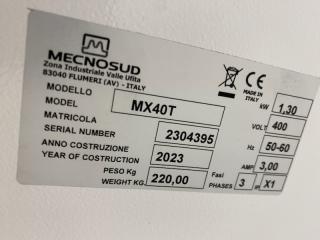 MECNOSUD
Zona Industriale Valle Ufita
83040 FLUMERI (AV) - ITALY
CE
MADE IN
ITALY
MODELLO
MODEL
MX40T
kW
1,30
MATRICOLA
SERIAL NUMBER
2304395
VOLT
400
ANNO COSTRUZIONE
YEAR OF COSTRUCTION
2023
Hz
50-60
PESO Kg
WEIGHT KG.
220,00
AMP
3,00
Fasi
PHASES
3
IP
X1